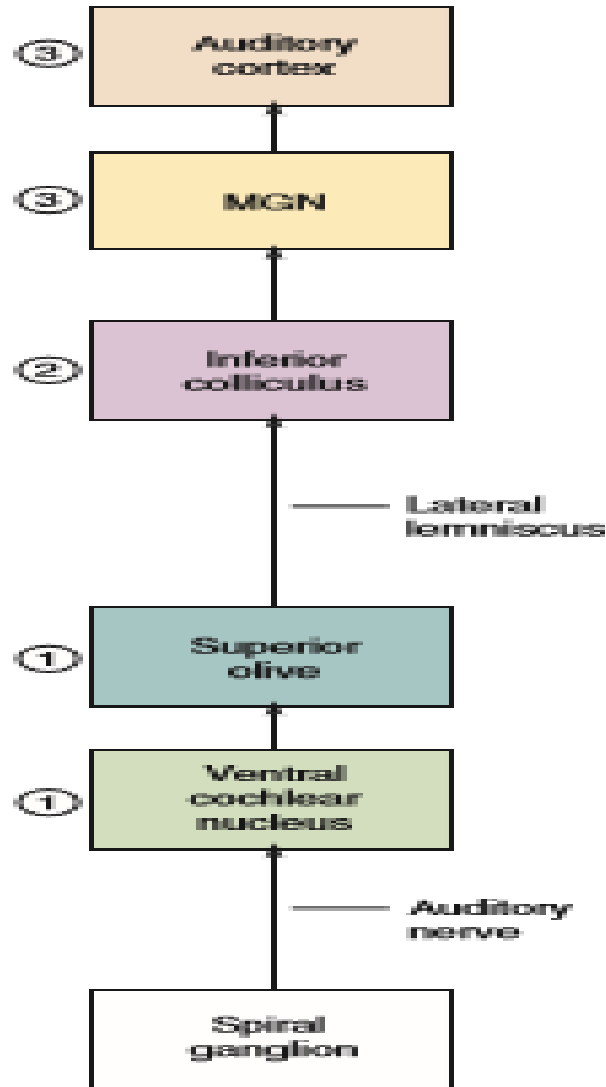 3
Auditory
cortex
3
MGN
2
Inferior
colliculus
Lateral
lemniscus
1
Superior
olive
1
Ventral
cochlear
nucleus
Auditory
nerve
Spiral
ganglion